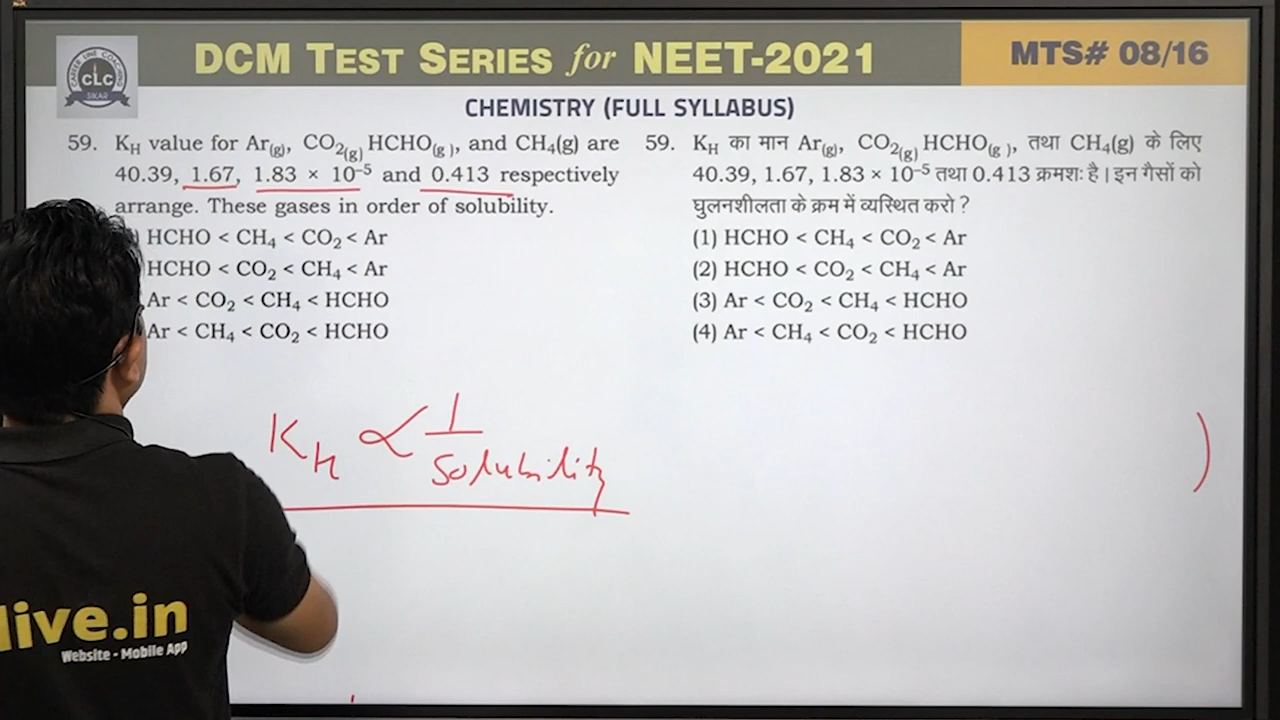 DCM TEST SERIES for NEET-2021
MTS# 08/16
CLC
SIKAR
CHEMISTRY (FULL SYLLABUS)
59. K_H value for Ar(g), CO₂(g) HCHO(g), and CH₄(g) are
40.39, 1.67, 1.83 × 10⁻⁵ and 0.413 respectively
arrange. These gases in order of solubility.
HCHO < CH₄ < CO₂ < Ar
HCHO < CO₂ < CH₄ < Ar
Ar < CO₂ < CH₄ < HCHO
Ar < CH₄ < CO₂ < HCHO
59. K_H का मान Ar(g), CO₂(g) HCHO(g), तथा CH₄(g) के लिए
40.39, 1.67, 1.83 × 10⁻⁵ तथा 0.413 क्रमशः है। इन गैसों को
घुलनशीलता के क्रम में व्यस्थित करो ?
(1) HCHO < CH₄ < CO₂ < Ar
(2) HCHO < CO₂ < CH₄ < Ar
(3) Ar < CO₂ < CH₄ < HCHO
(4) Ar < CH₄ < CO₂ < HCHO
K_H ∝ 1/solubility
)
live.in
Website - Mobile App